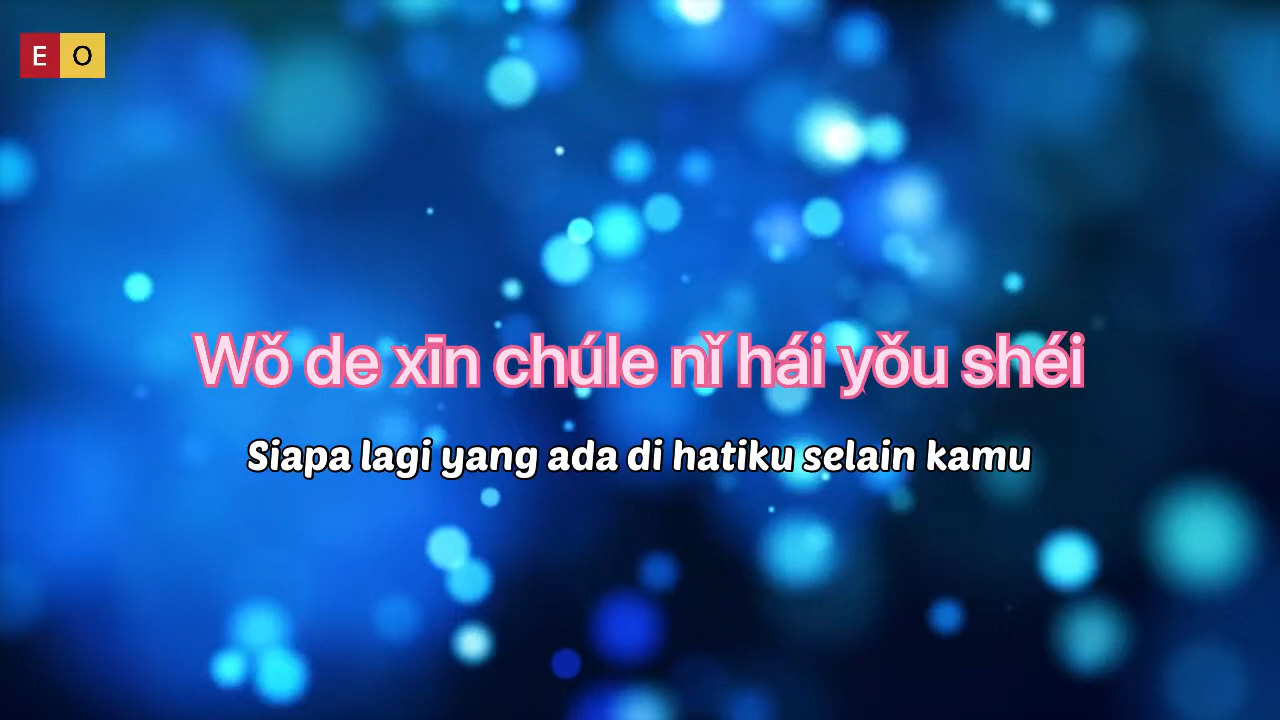 E O
Wǒ de xīn chúle nǐ hái yǒu shéi
Siapa lagi yang ada di hatiku selain kamu